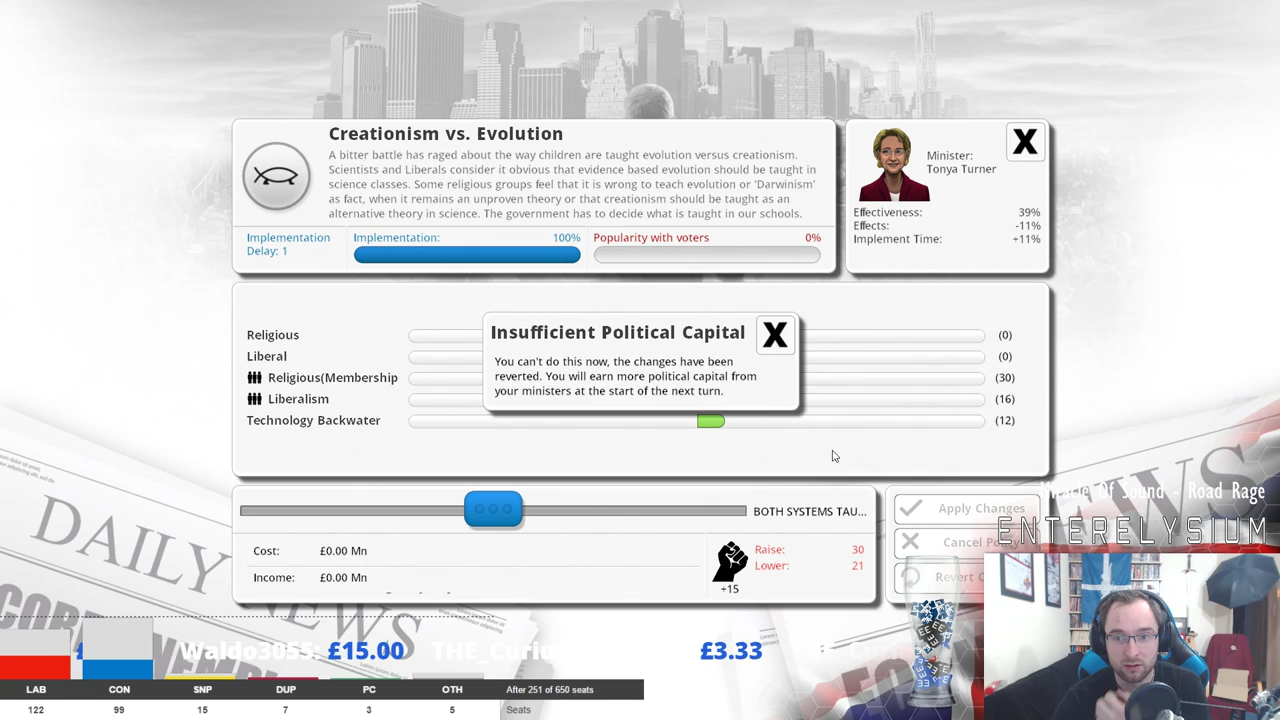 Creationism vs. Evolution
A bitter battle has raged about the way children are taught evolution versus creationism.
Scientists and Liberals consider it obvious that evidence based evolution should be taught in
science classes. Some religious groups feel that it is wrong to teach evolution or 'Darwinism'
as fact, when it remains an unproven theory or that creationism should be taught as an
alternative theory in science. The government has to decide what is taught in our schools.
Implementation
Delay: 1
Implementation: 100%
Popularity with voters 0%
X
Minister:
Tonya Turner
Effectiveness: 39%
Effects: -11%
Implement Time: +11%
Religious (0)
Liberal (0)
Religious(Membership (30)
Liberalism (16)
Technology Backwater (12)
Insufficient Political Capital X
You can't do this now, the changes have been
reverted. You will earn more political capital from
your ministers at the start of the next turn.
BOTH SYSTEMS TAU...
Cost: £0.00 Mn
Income: £0.00 Mn
Raise: 30
Lower: 21
+15
Apply Changes
Cancel
Revert
Of Sound - Road Rage
ENTERELYSIUM
DAILY NEWS
Waldo3055: £15.00 THE_Curiu £3.33
LAB CON SNP DUP PC OTH After 251 of 650 seats
122 99 15 7 3 5 Seats